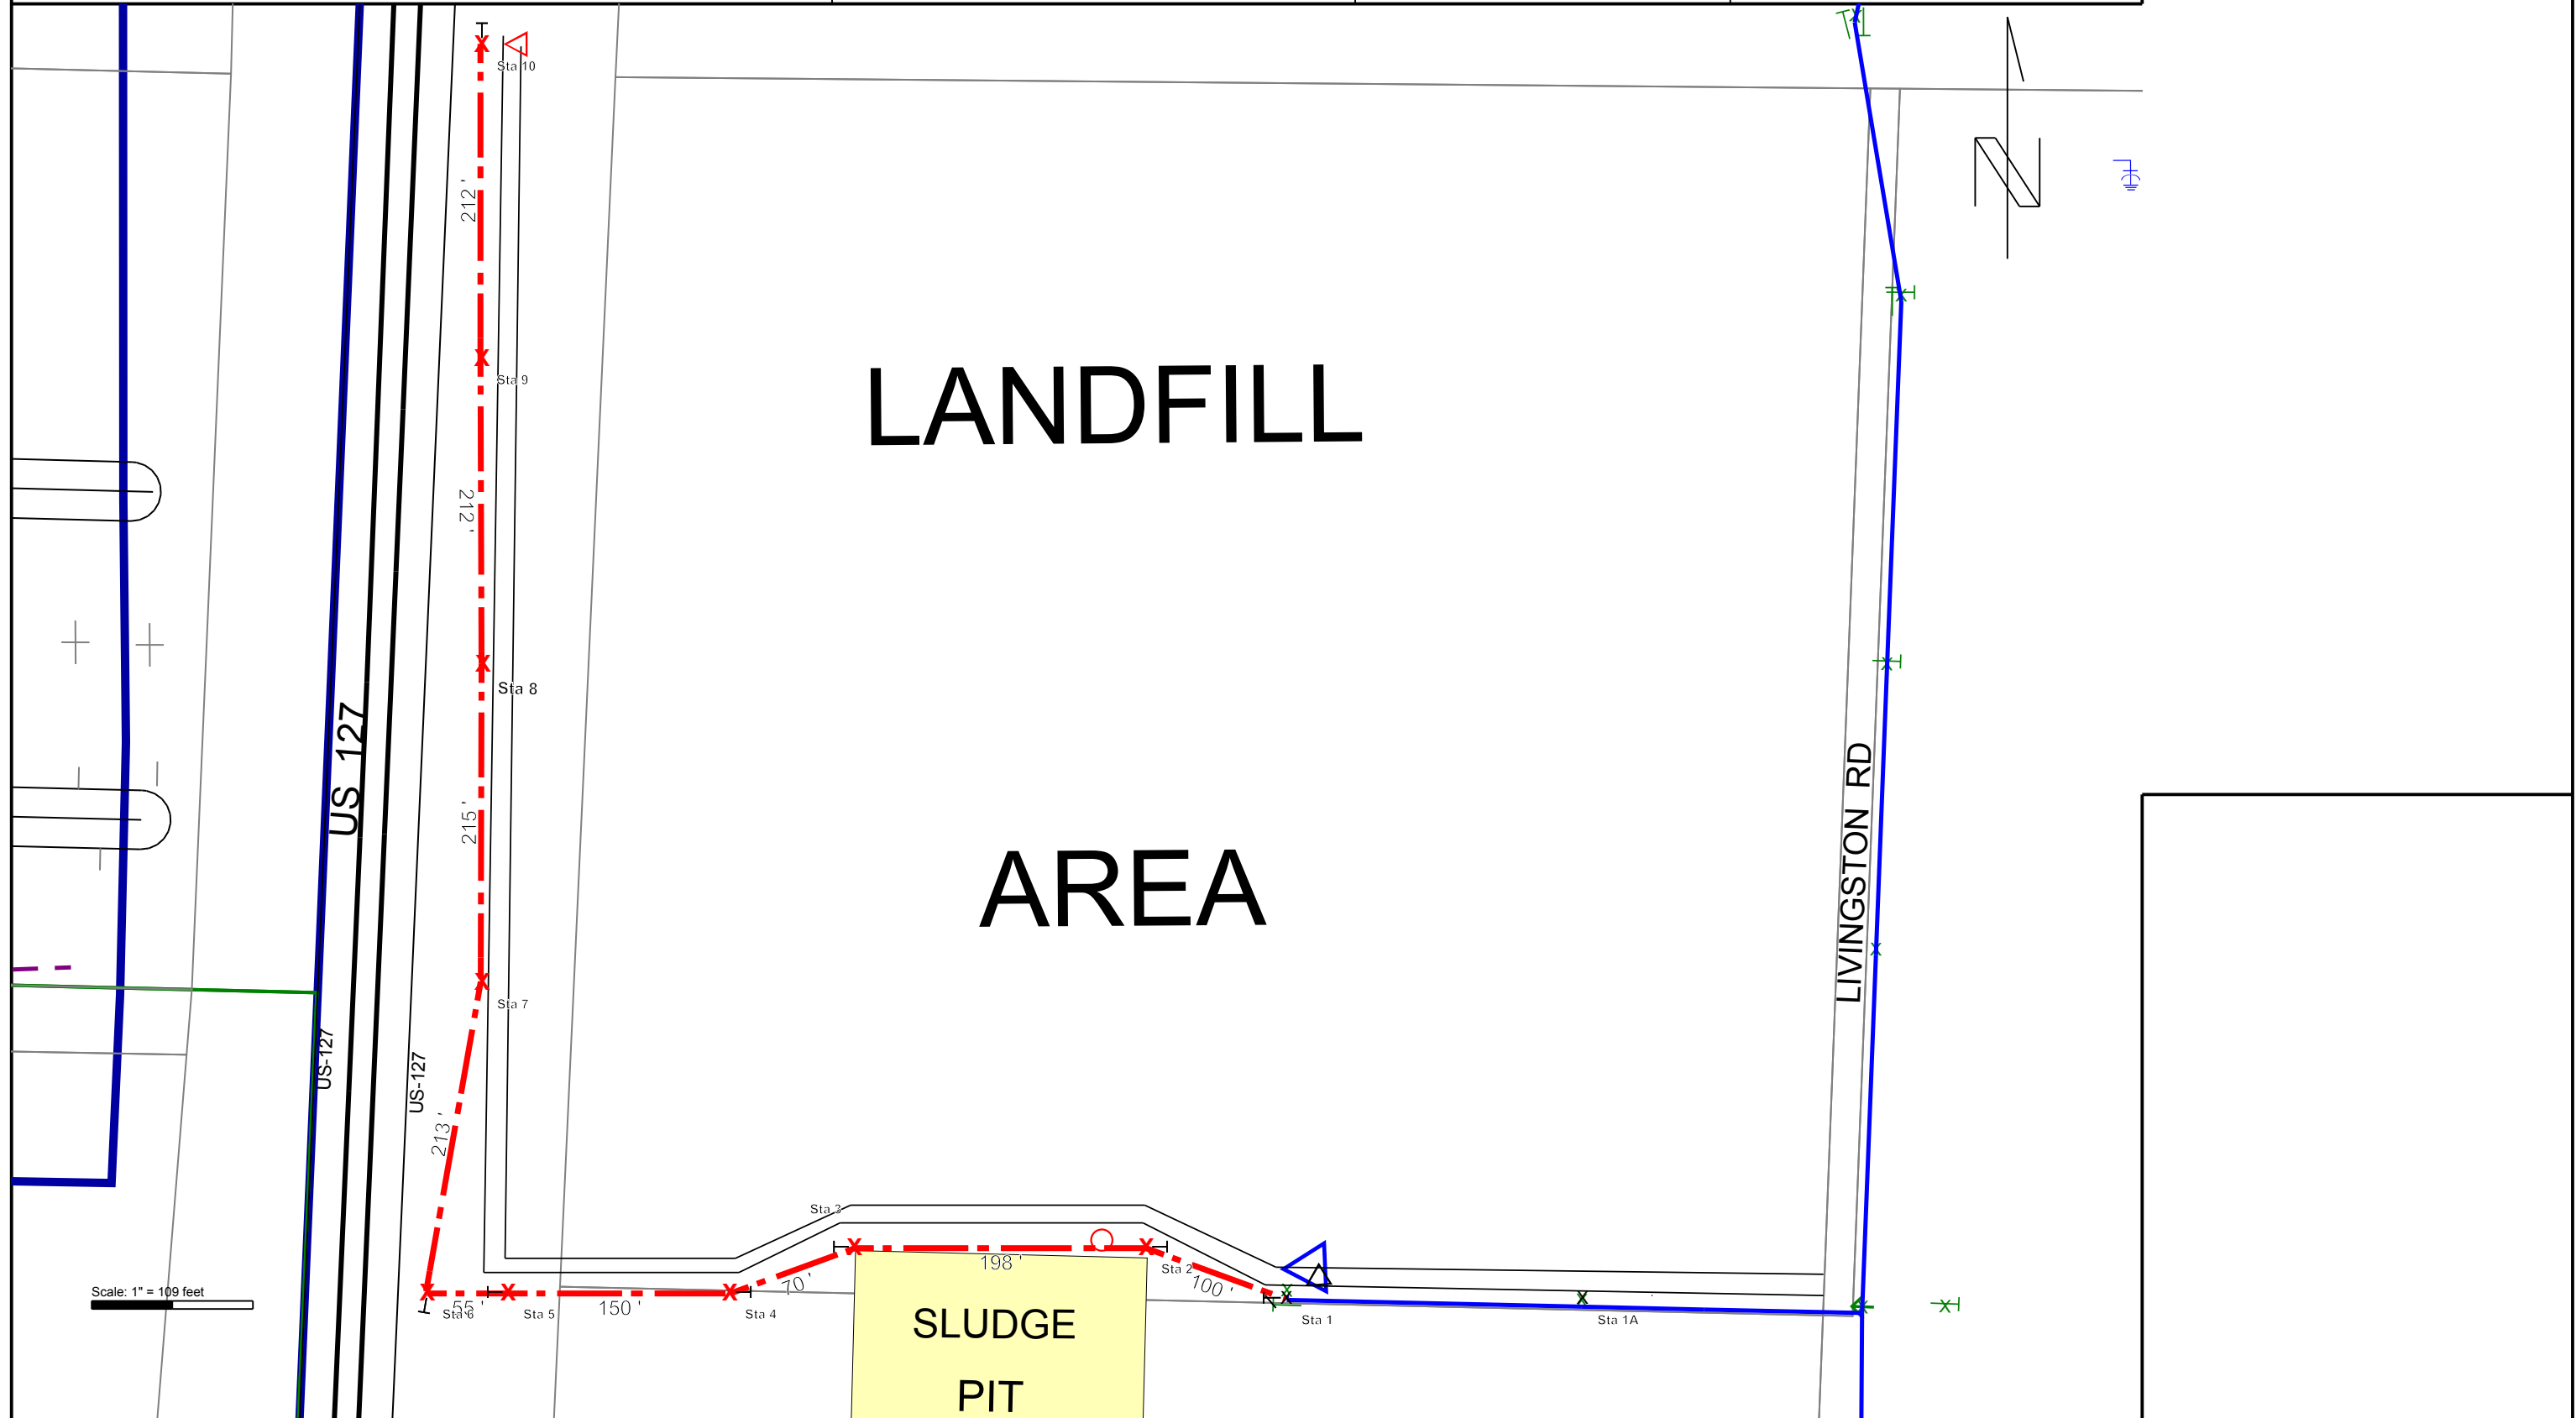 Sta 10
212 '
LANDFILL
Sta 9
212 '
Sta 8
US 127
LIVINGSTON RD
215 '
AREA
Sta 7
US-127
US-127
213 '
Sta 3
198 '
Sta 2
100 '
70 '
Scale: 1" = 109 feet
55 '
150 '
Sta 6
Sta 5
Sta 4
Sta 1
Sta 1A
SLUDGE
PIT
N